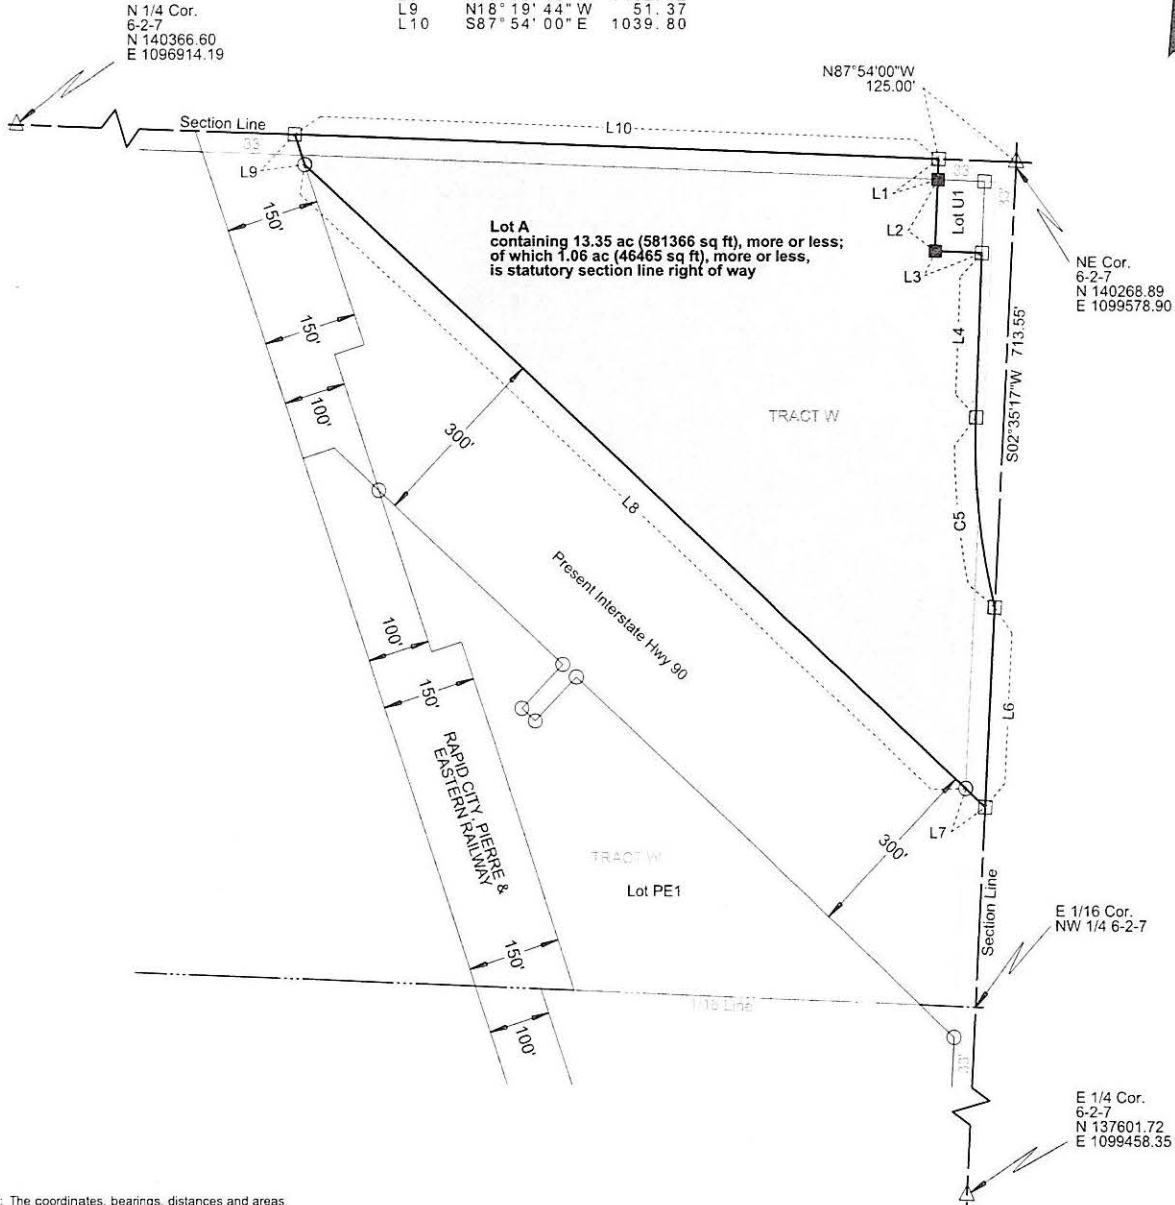 L9 N18°19'44"W 51.37
L10 S87°54'00"E 1039.80
N 1/4 Cor.
6-2-7
N 140366.60
E 1096914.19
N87°54'00"W
125.00'
Section Line
L10
33
33
33'
L9
L1
L2
Lot U1
L3
150'
Lot A
containing 13.35 ac (581366 sq ft), more or less;
of which 1.06 ac (46465 sq ft), more or less,
is statutory section line right of way
NE Cor.
6-2-7
N 140268.89
E 1099578.90
150'
L4
S02°35'17"W 713.55'
100'
TRACT W
300'
L8
C5
Present Interstate Hwy 90
100'
150'
L6
RAPID CITY, PIERRE &
EASTERN RAILWAY
L7
300'
TRACT W
Lot PE1
Section Line
E 1/16 Cor.
NW 1/4 6-2-7
150'
1/16 Line
100'
33'
E 1/4 Cor.
6-2-7
N 137601.72
E 1099458.35
: The coordinates, bearings, distances and areas